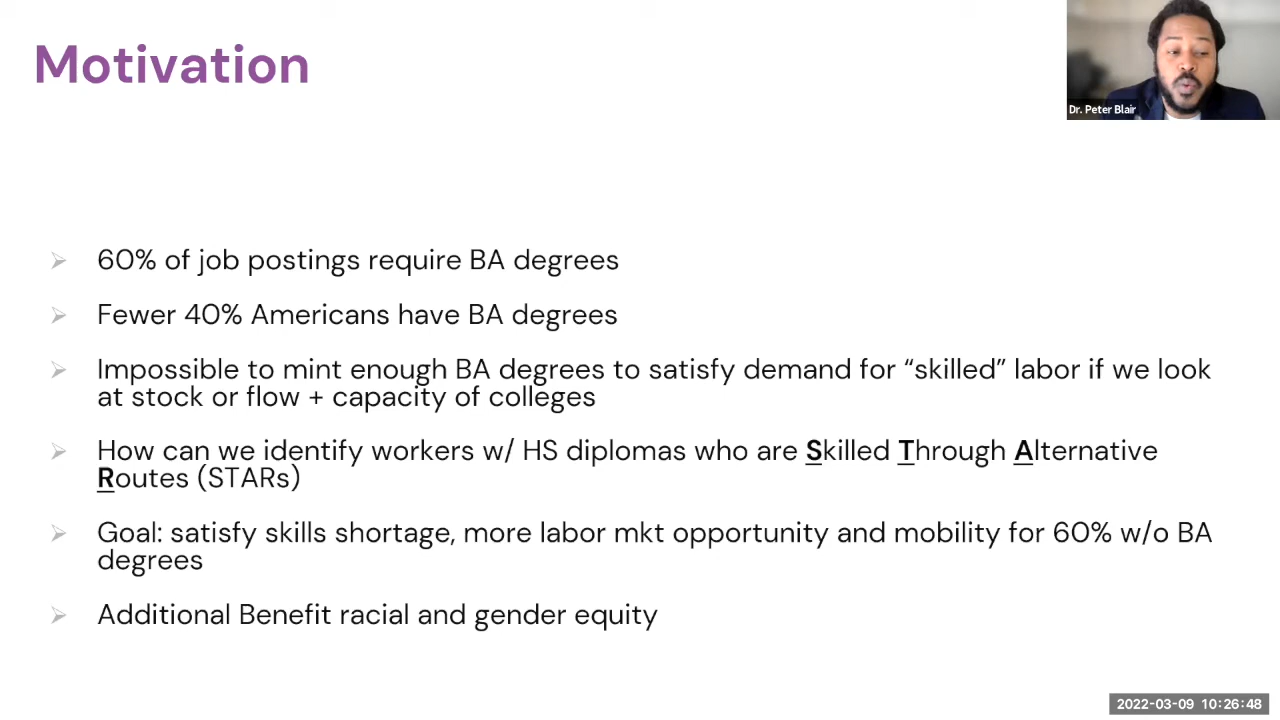 Motivation
Dr. Peter Blair
60% of job postings require BA degrees
Fewer 40% Americans have BA degrees
Impossible to mint enough BA degrees to satisfy demand for “skilled” labor if we look
at stock or flow + capacity of colleges
How can we identify workers w/ HS diplomas who are Skilled Through Alternative
Routes (STARs)
Goal: satisfy skills shortage, more labor mkt opportunity and mobility for 60% w/o BA
degrees
Additional Benefit racial and gender equity
2022-03-09 10:26:48